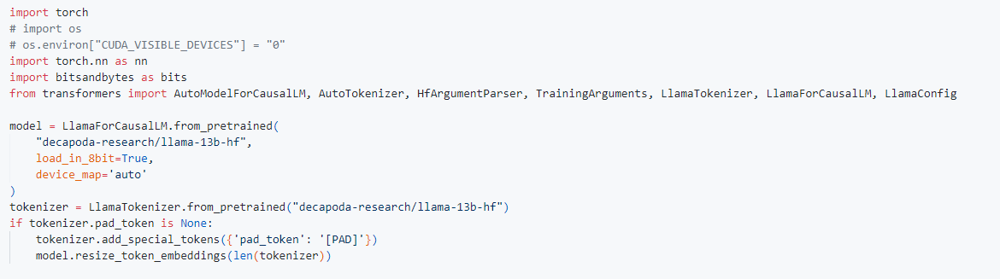 import torch
# import os
# os.environ["CUDA_VISIBLE_DEVICES"] = "0"
import torch.nn as nn
import bitsandbytes as bits
from transformers import AutoModelForCausalLM, AutoTokenizer, HfArgumentParser, TrainingArguments, LlamaTokenizer, LlamaForCausalLM, LlamaConfig

model = LlamaForCausalLM.from_pretrained(
    "decapoda-research/llama-13b-hf",
    load_in_8bit=True,
    device_map='auto'
)
tokenizer = LlamaTokenizer.from_pretrained("decapoda-research/llama-13b-hf")
if tokenizer.pad_token is None:
    tokenizer.add_special_tokens({'pad_token': '[PAD]'})
    model.resize_token_embeddings(len(tokenizer))